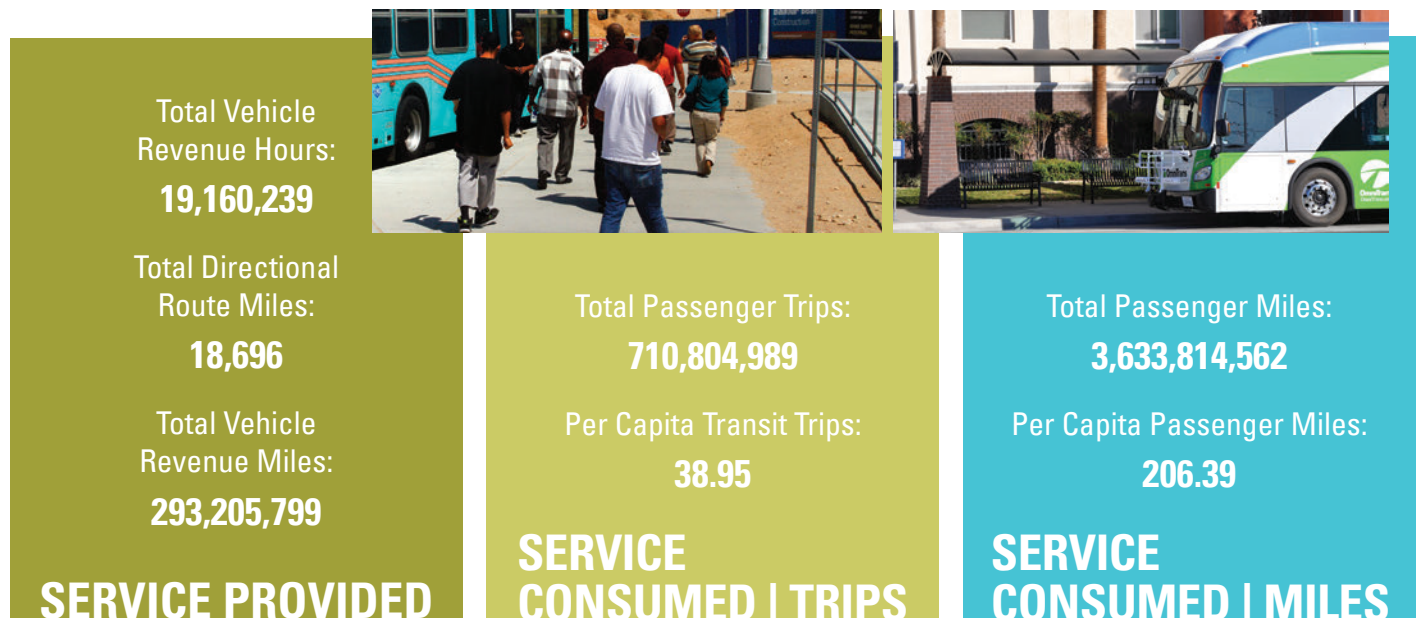 Total Vehicle
Revenue Hours:
19,160,239
Total Directional
Route Miles:
18,696
Total Vehicle
Revenue Miles:
293,205,799
SERVICE PROVIDED
Construction
Total Passenger Trips:
710,804,989
Per Capita Transit Trips:
38.95
SERVICE
CONSUMED | TRIPS
OmniTrans
Total Passenger Miles:
3,633,814,562
Per Capita Passenger Miles:
206.39
SERVICE
CONSUMED | MILES